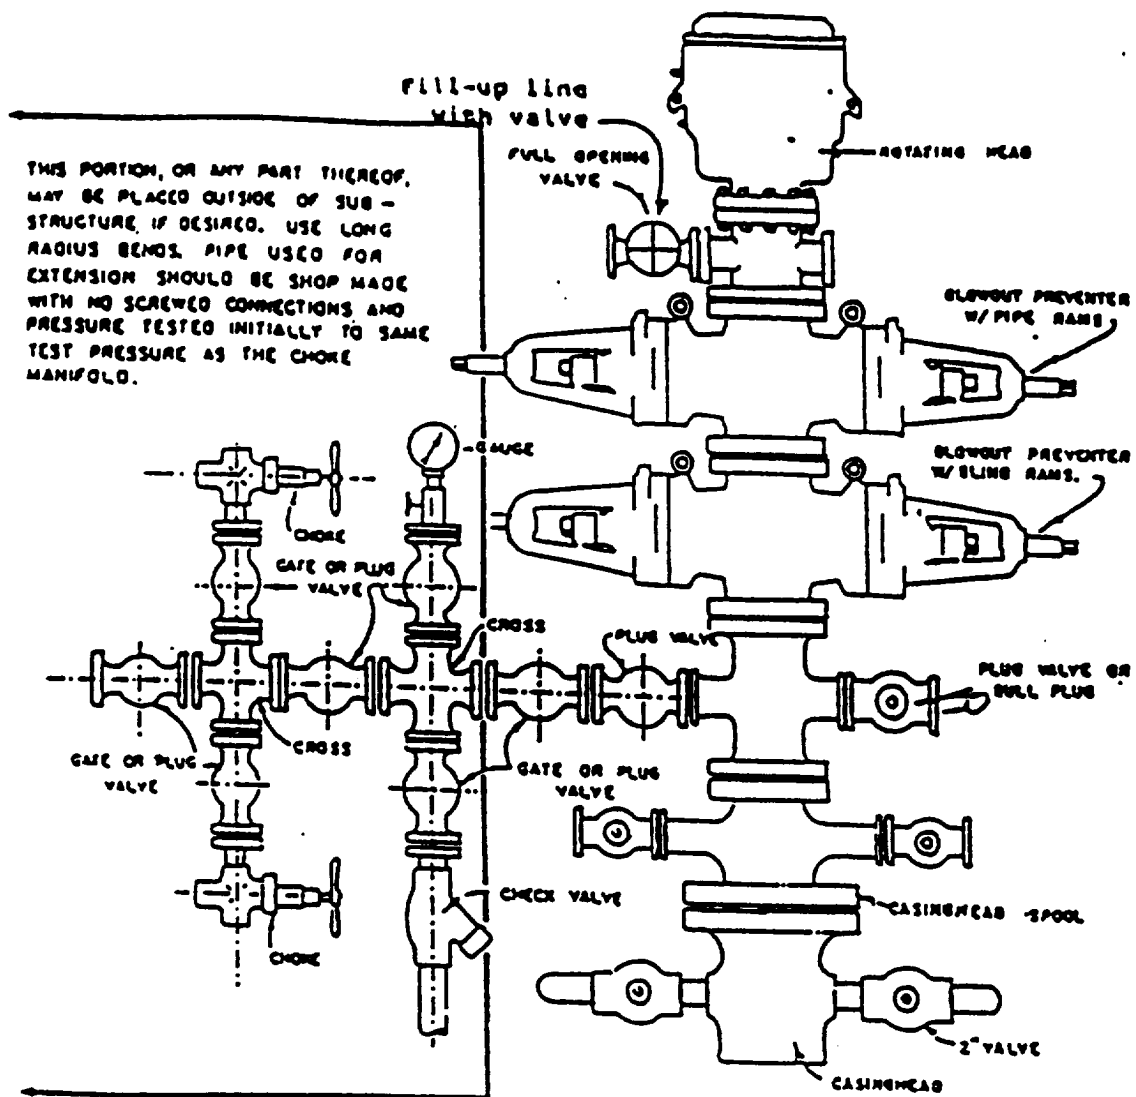 Fill-up line
with valve
FULL OPENING
VALVE
ROTATING HEAD
THIS PORTION, OR ANY PART THEREOF,
MAY BE PLACED OUTSIDE OF SUB-
STRUCTURE, IF DESIRED. USE LONG
RADIUS BENDS. PIPE USED FOR
EXTENSION SHOULD BE SHOP MADE
WITH NO SCREWED CONNECTIONS AND
PRESSURE TESTED INITIALLY TO SAME
TEST PRESSURE AS THE CHOKE
MANIFOLD.
BLOWOUT PREVENTER
W/ PIPE RAMS
GAUGE
BLOWOUT PREVENTER
W/ BLIND RAMS.
CHOKE
GATE OR PLUG
VALVE
CROSS
PLUG VALVE
PLUG VALVE OR
BULL PLUG
CROSS
GATE OR PLUG
VALVE
GATE OR PLUG
VALVE
CHECK VALVE
CASINGHEAD SPOOL
CHOKE
2" VALVE
CASINGHEAD